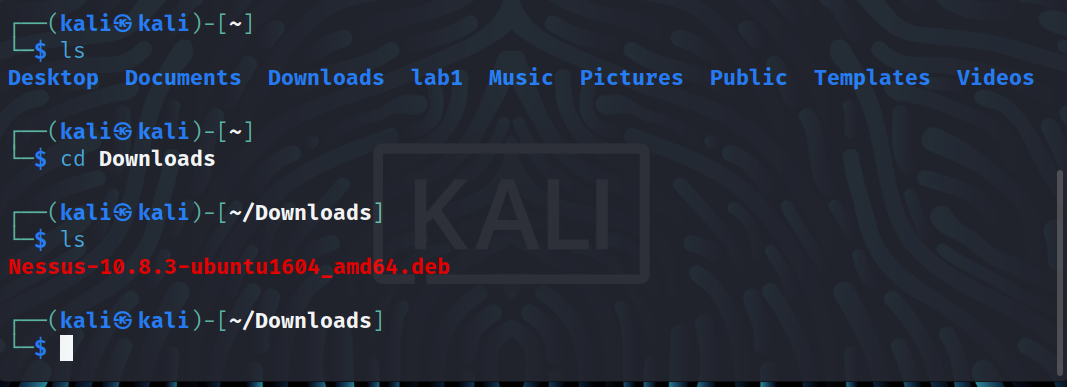 ┌──(kali㉿kali)-[~]
└─$ ls
Desktop  Documents  Downloads  lab1  Music  Pictures  Public  Templates  Videos
┌──(kali㉿kali)-[~]
└─$ cd Downloads
┌──(kali㉿kali)-[~/Downloads]
└─$ ls
Nessus-10.8.3-ubuntu1604_amd64.deb
┌──(kali㉿kali)-[~/Downloads]
└─$
KALI